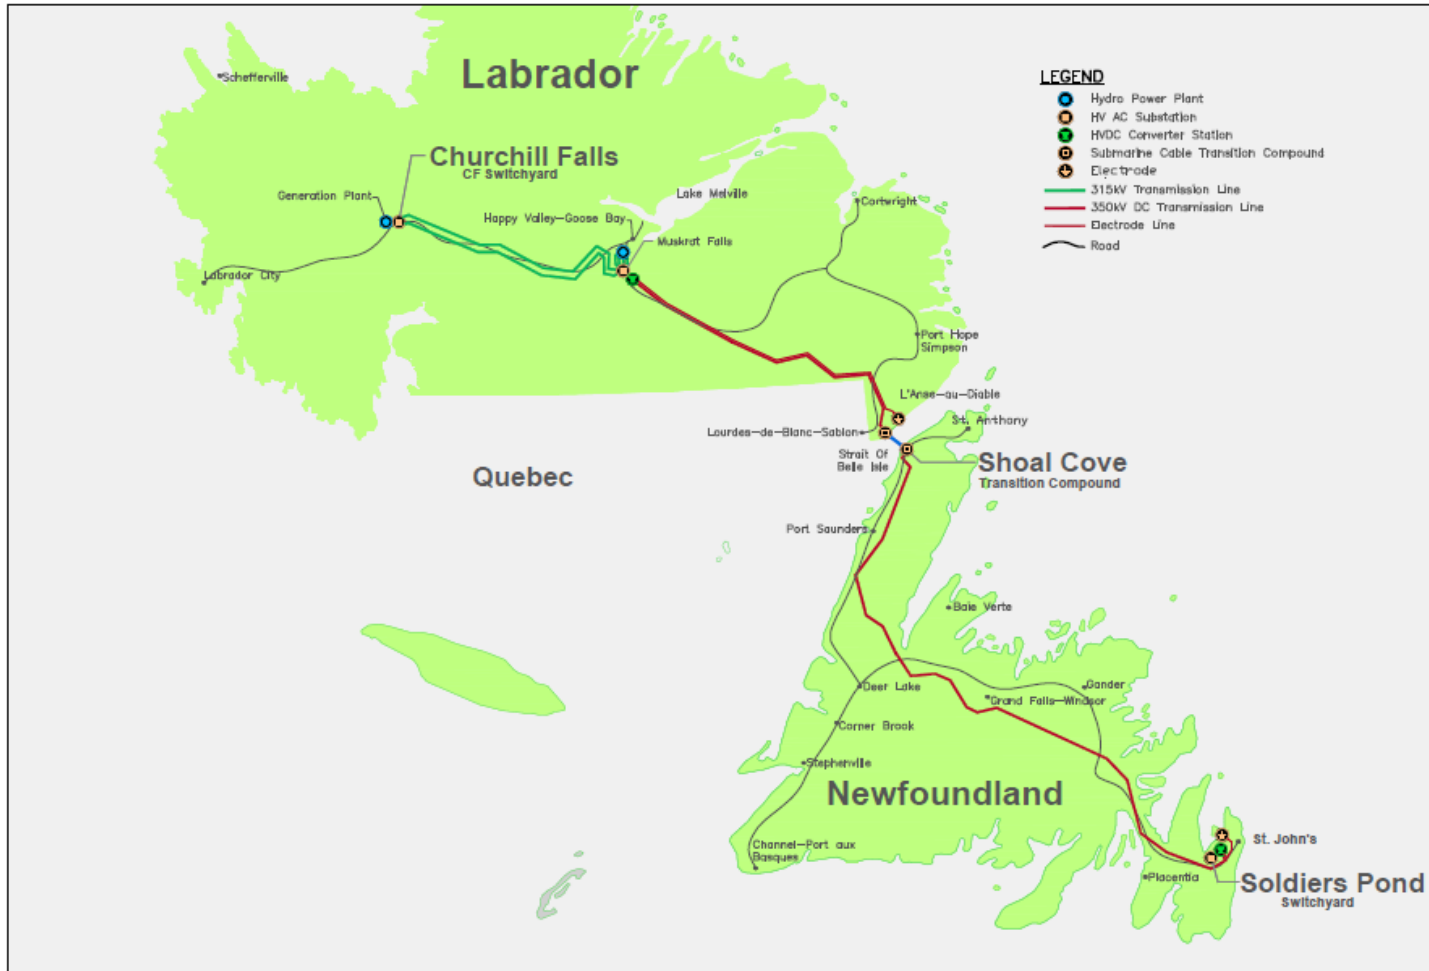 Labrador
Schefferville
LEGEND
Hydro Power Plant
HV AC Substation
HVDC Converter Station
Submarine Cable Transition Compound
Electrode
315kV Transmission Line
350kV DC Transmission Line
Electrode Line
Road
Churchill Falls
CF Switchyard
Generation Plant
Lake Melville
Cartwright
Happy Valley-Goose Bay
Muskrat Falls
Labrador City
Port Hope
Simpson
L'Anse-au-Diable
St. Anthony
Lourdes-de-Blanc-Sablon
Strait Of
Belle Isle
Shoal Cove
Transition Compound
Quebec
Port Saunders
Baie Verte
Deer Lake
Gander
Grand Falls-Windsor
Corner Brook
Stephenville
Newfoundland
Channel-Port aux
Basques
St. John's
Placentia
Soldiers Pond
Switchyard